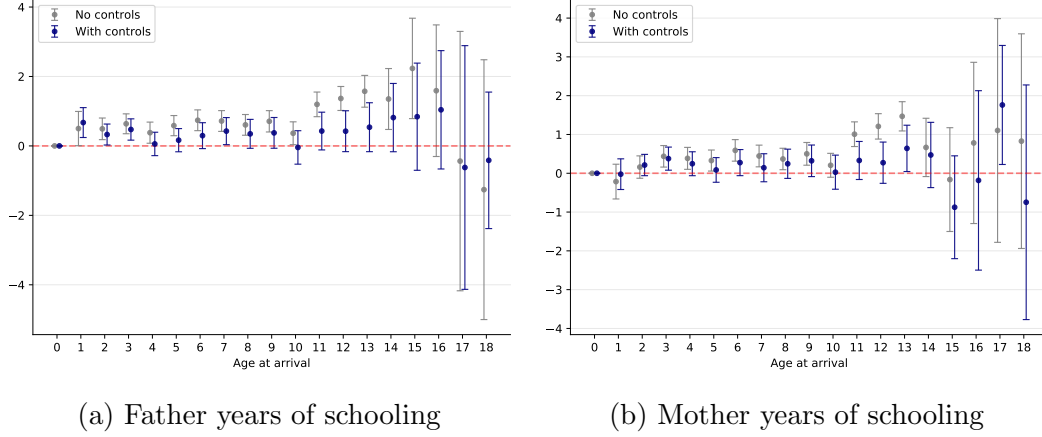 4
2
0
−2
−4
No controls
With controls
0 1 2 3 4 5 6 7 8 9 10 11 12 13 14 15 16 17 18
Age at arrival
(a) Father years of schooling
4
3
2
1
0
−1
−2
−3
−4
No controls
With controls
0 1 2 3 4 5 6 7 8 9 10 11 12 13 14 15 16 17 18
Age at arrival
(b) Mother years of schooling